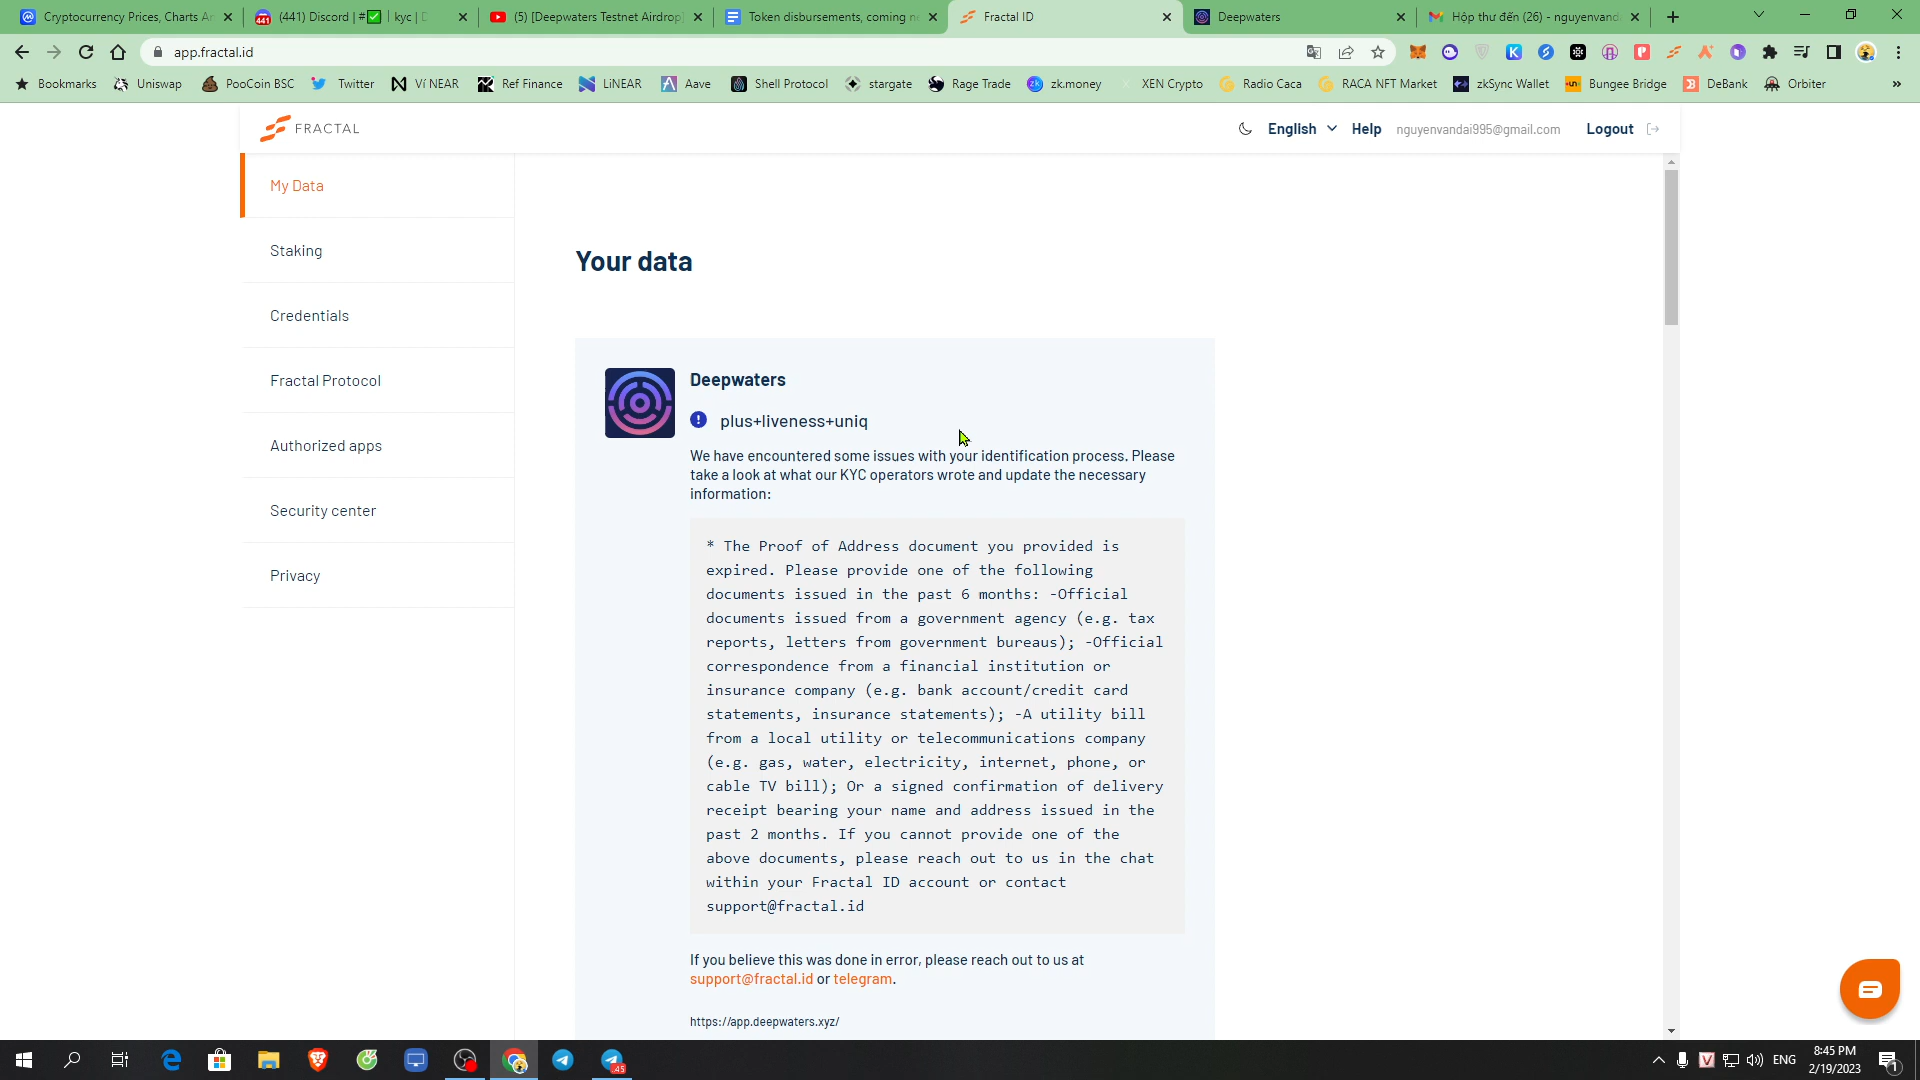 Cryptocurrency Prices, Charts An
(441) Discord | #✅ | kyc | D
(5) [Deepwaters Testnet Airdrop]
Token disbursements, coming ne
Fractal ID
Deepwaters
Hộp thư đến (26) - nguyenvand
app.fractal.id
Bookmarks
Uniswap
PooCoin BSC
Twitter
Ví NEAR
Ref Finance
LiNEAR
Aave
Shell Protocol
stargate
Rage Trade
zk.money
XEN Crypto
Radio Caca
RACA NFT Market
zkSync Wallet
Bungee Bridge
DeBank
Orbiter
»
FRACTAL
English
Help
nguyenvandai995@gmail.com
Logout
My Data
Staking
Credentials
Fractal Protocol
Authorized apps
Security center
Privacy
Your data
Deepwaters
plus+liveness+uniq
We have encountered some issues with your identification process. Please
take a look at what our KYC operators wrote and update the necessary
information:
* The Proof of Address document you provided is
expired. Please provide one of the following
documents issued in the past 6 months: -Official
documents issued from a government agency (e.g. tax
reports, letters from government bureaus); -Official
correspondence from a financial institution or
insurance company (e.g. bank account/credit card
statements, insurance statements); -A utility bill
from a local utility or telecommunications company
(e.g. gas, water, electricity, internet, phone, or
cable TV bill); Or a signed confirmation of delivery
receipt bearing your name and address issued in the
past 2 months. If you cannot provide one of the
above documents, please reach out to us in the chat
within your Fractal ID account or contact
support@fractal.id
If you believe this was done in error, please reach out to us at
support@fractal.id or telegram.
https://app.deepwaters.xyz/
ENG
8:45 PM
2/19/2023